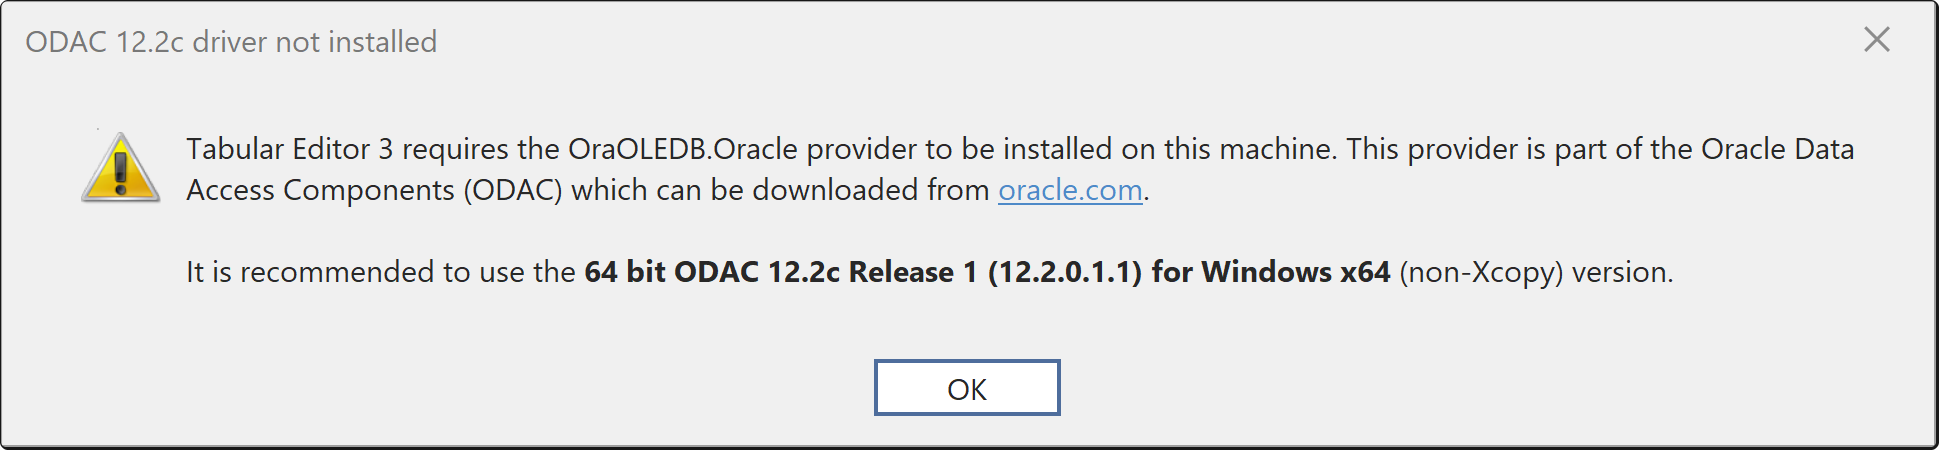 ODAC 12.2c driver not installed
Tabular Editor 3 requires the OraOLEDB.Oracle provider to be installed on this machine. This provider is part of the Oracle Data
Access Components (ODAC) which can be downloaded from oracle.com.
It is recommended to use the 64 bit ODAC 12.2c Release 1 (12.2.0.1.1) for Windows x64 (non-Xcopy) version.
OK